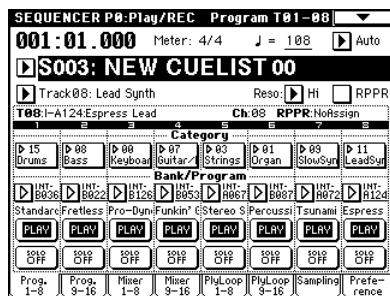 SEQUENCER P0:Play/REC Program T01-08
001:01.000 Meter: 4/4 ♩ = 108 Auto
S003: NEW CUELIST 00
Track08: Lead Synth Reso: Hi RPPR
T08:I-A124:Espress Lead Ch:08 RPPR:NoAssign
1 2 3 4 5 6 7 8
Category
15 08 00 07 03 01 09 11
Drums Bass Keyboar Guitar/ Strings Organ SlowSyn LeadSyn
Bank/Program
INT- INT- INT- INT- INT- INT- INT- INT-
B036 B022 B126 B053 A067 B087 A072 A124
Standarc Fretless Pro-Dyn Funkin' G Stereo S Percussi Tsunami Espress
PLAY PLAY PLAY PLAY PLAY PLAY PLAY PLAY
SOLO SOLO SOLO SOLO SOLO SOLO SOLO SOLO
OFF OFF OFF OFF OFF OFF OFF OFF
Prog. Prog. Mixer Mixer PlyLoop PlyLoop Sampling Prefe-
1-8 9-16 1-8 9-16 1-8 9-16 rence